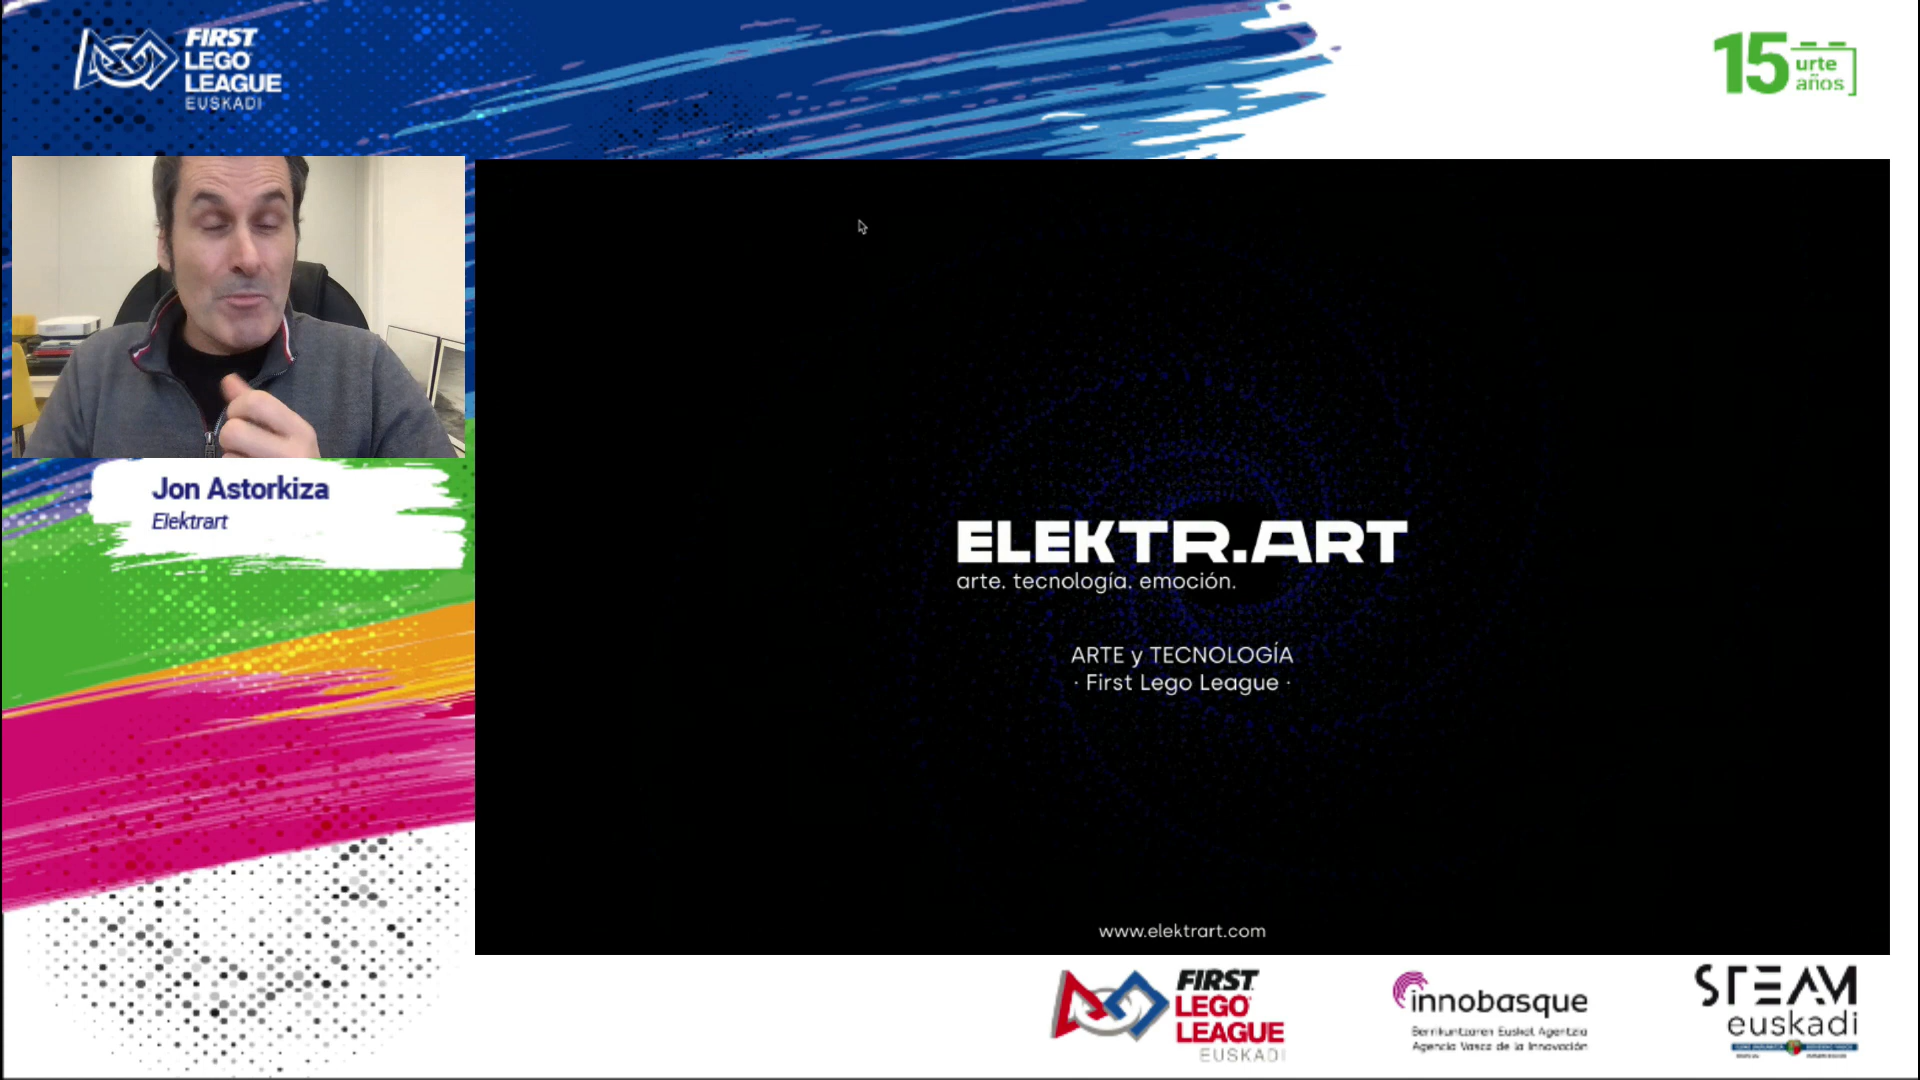 FIRST
LEGO
LEAGUE
EUSKADI
15 urte
años
Jon Astorkiza
Elektrart
ELEKTR.ART
arte. tecnología. emoción.
ARTE y TECNOLOGÍA
· First Lego League ·
www.elektrart.com
FIRST
LEGO
LEAGUE
EUSKADI
innobasque
Berrikuntzaren Euskal Agentzia
Agencia Vasca de la Innovación
STEAM
euskadi